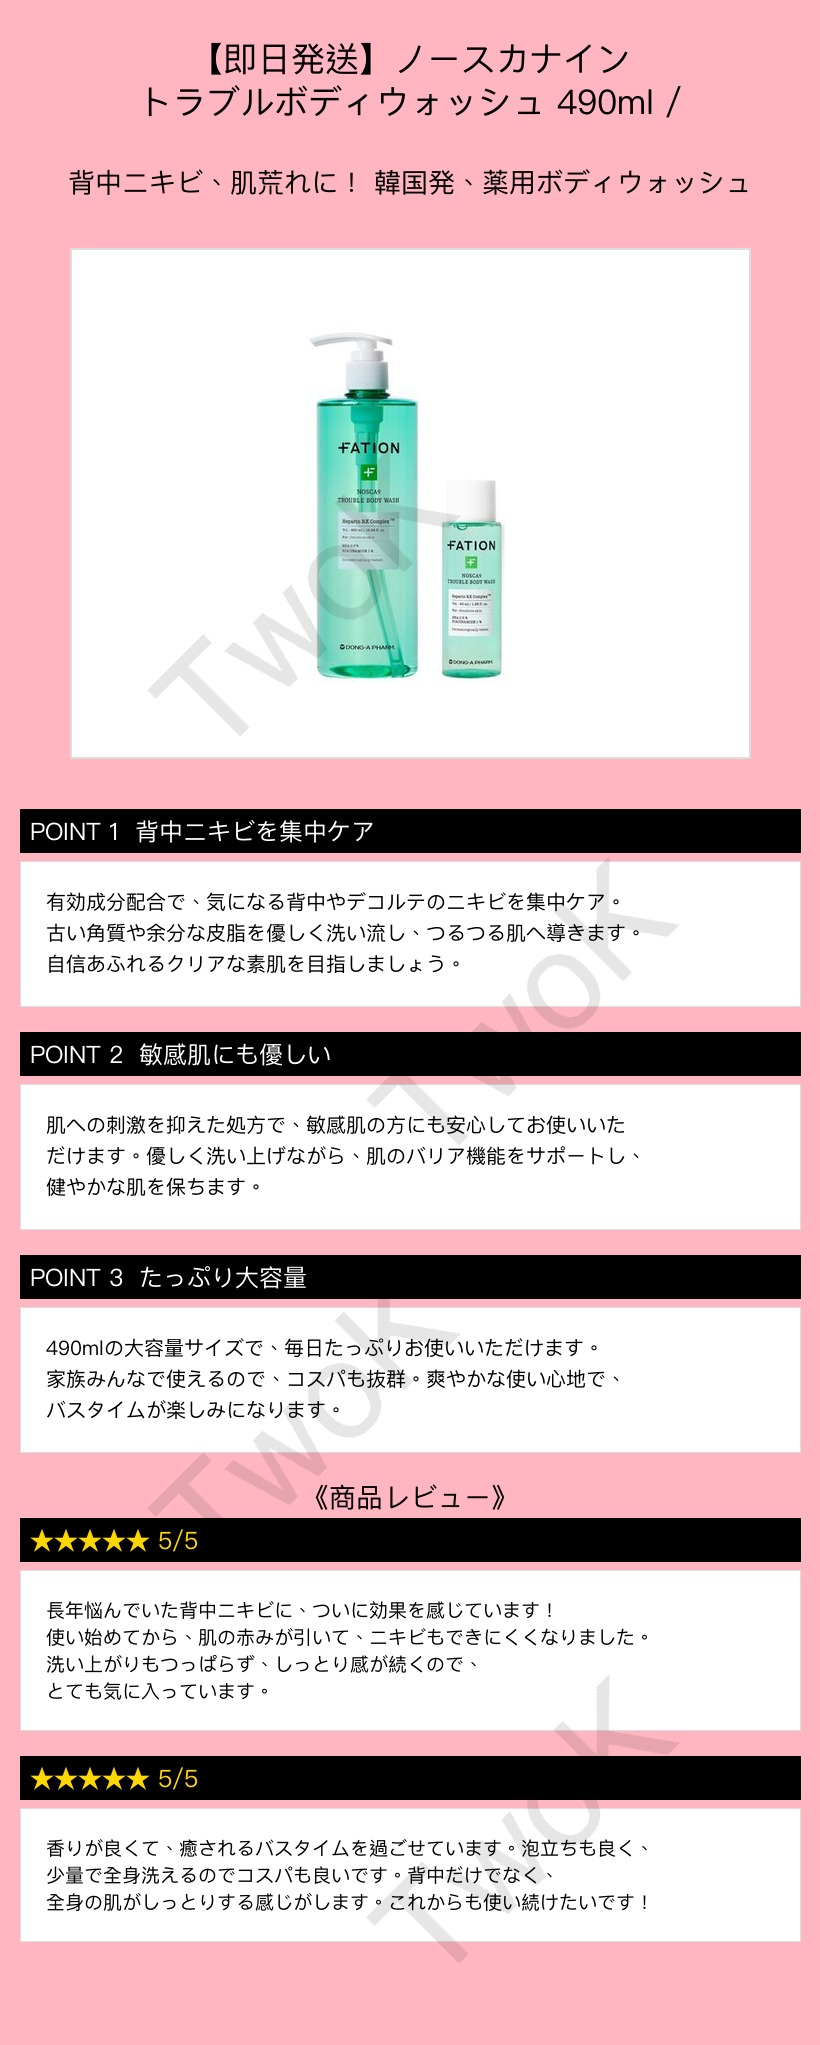 【即日発送】ノースカナイン
トラブルボディウォッシュ 490ml /
背中ニキビ、肌荒れに！ 韓国発、薬用ボディウォッシュ
FATION
NOSCA9
TROUBLE BODY WASH
Heparin RX Complex™
DONG-A PHARM.
FATION
NOSCA9
TROUBLE BODY WASH
Heparin RX Complex™
DONG-A PHARM.
TwoK
POINT 1 背中ニキビを集中ケア
有効成分配合で、気になる背中やデコルテのニキビを集中ケア。
古い角質や余分な皮脂を優しく洗い流し、つるつる肌へ導きます。
自信あふれるクリアな素肌を目指しましょう。
TwoK
POINT 2 敏感肌にも優しい
肌への刺激を抑えた処方で、敏感肌の方にも安心してお使いいた
だけます。優しく洗い上げながら、肌のバリア機能をサポートし、
健やかな肌を保ちます。
POINT 3 たっぷり大容量
490mlの大容量サイズで、毎日たっぷりお使いいただけます。
家族みんなで使えるので、コスパも抜群。爽やかな使い心地で、
バスタイムが楽しみになります。
TwoK
《商品レビュー》
★★★★★ 5/5
長年悩んでいた背中ニキビに、ついに効果を感じています！
使い始めてから、肌の赤みが引いて、ニキビもできにくくなりました。
洗い上がりもつっぱらず、しっとり感が続くので、
とても気に入っています。
★★★★★ 5/5
香りが良くて、癒されるバスタイムを過ごせています。泡立ちも良く、
少量で全身洗えるのでコスパも良いです。背中だけでなく、
全身の肌がしっとりする感じがします。これからも使い続けたいです！
TwoK